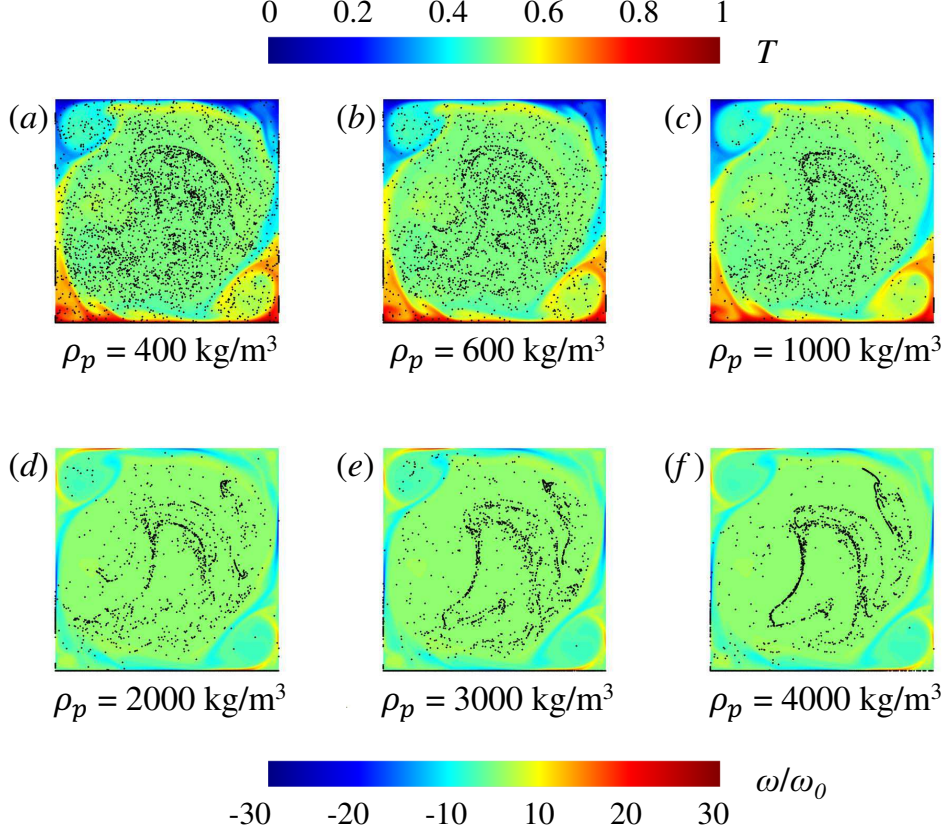 0 0.2 0.4 0.6 0.8 1
T
(a) (b) (c)
ρp = 400 kg/m³ ρp = 600 kg/m³ ρp = 1000 kg/m³
(d) (e) (f)
ρp = 2000 kg/m³ ρp = 3000 kg/m³ ρp = 4000 kg/m³
ω/ω0
-30 -20 -10 10 20 30